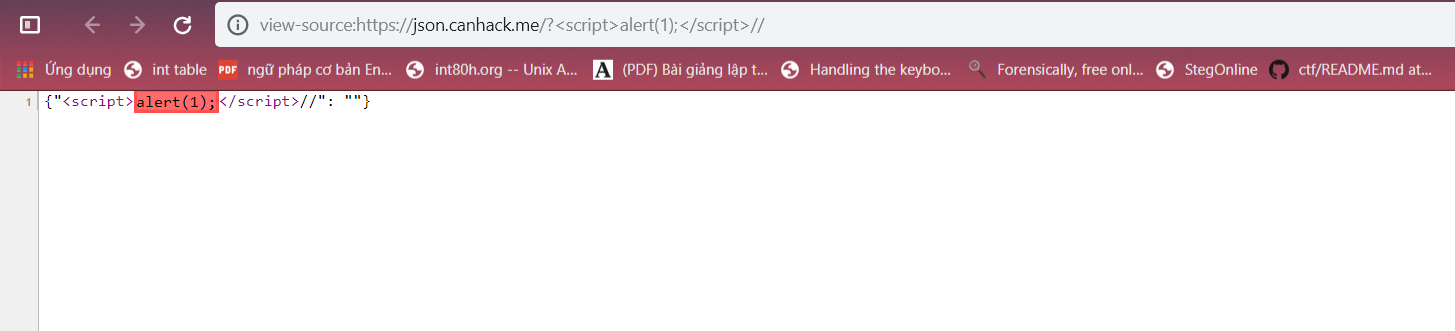 view-source:https://json.canhack.me/?<script>alert(1);</script>//
Ứng dụng int table PDF ngữ pháp cơ bản En... int80h.org -- Unix A... A (PDF) Bài giảng lập t... Handling the keybo... Forensically, free onl... StegOnline ctf/README.md at...
1 {"<script>alert(1);</script>//": ""}